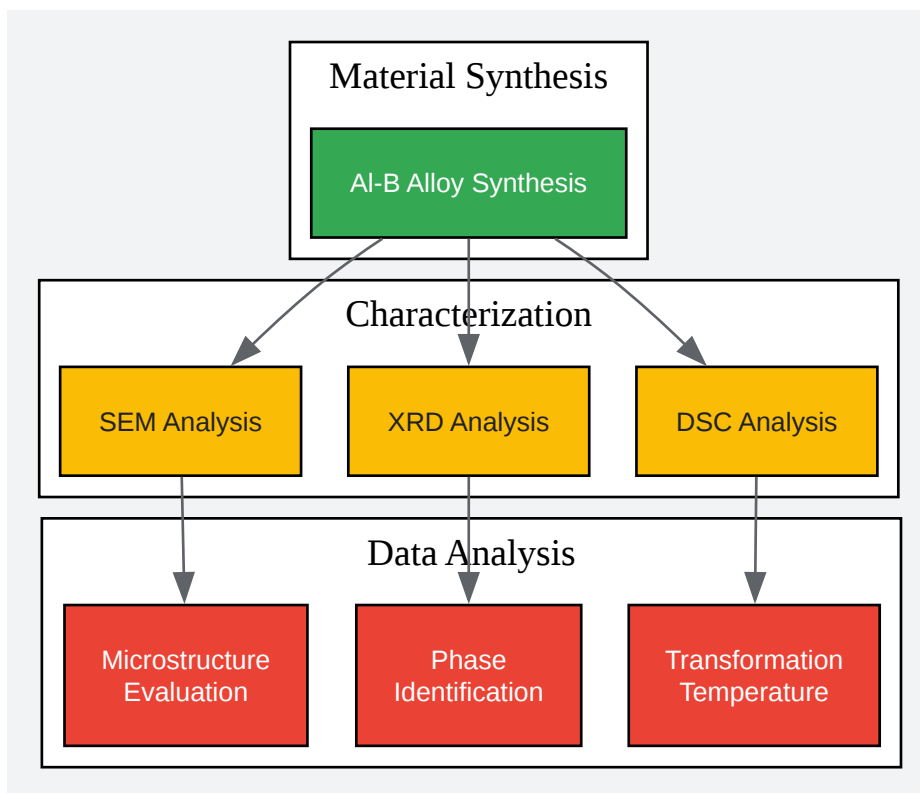 Material Synthesis
Al-B Alloy Synthesis
Characterization
SEM Analysis
XRD Analysis
DSC Analysis
Data Analysis
Microstructure
Evaluation
Phase
Identification
Transformation
Temperature